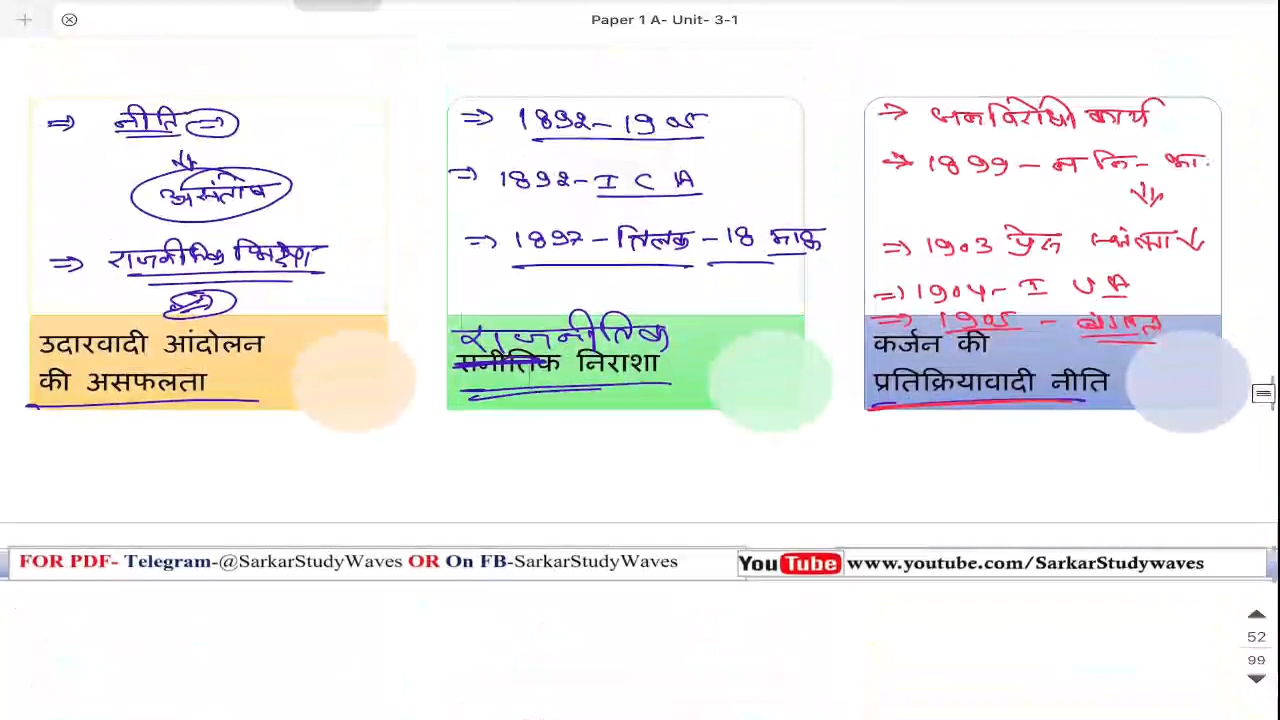 Paper 1 A- Unit- 3-1
⇒ नीति ⇒
असंतोष
⇒ राजनीतिक
उदारवादी आंदोलन
की असफलता
⇒ 1892-1905
⇒ 1892- I C A
⇒ 1897 - तिलक - 18 माह
राजनीतिक
निराशा
→ जनविरोधी कार्य
→ 1899 - न नि - का
⇒ 1903 प्रेस
⇒ 1904- I U A
⇒ 1905 - बंगाल
कर्जन की
प्रतिक्रियावादी नीति
FOR PDF- Telegram-@SarkarStudyWaves OR On FB-SarkarStudyWaves
YouTube www.youtube.com/SarkarStudywaves
52
99